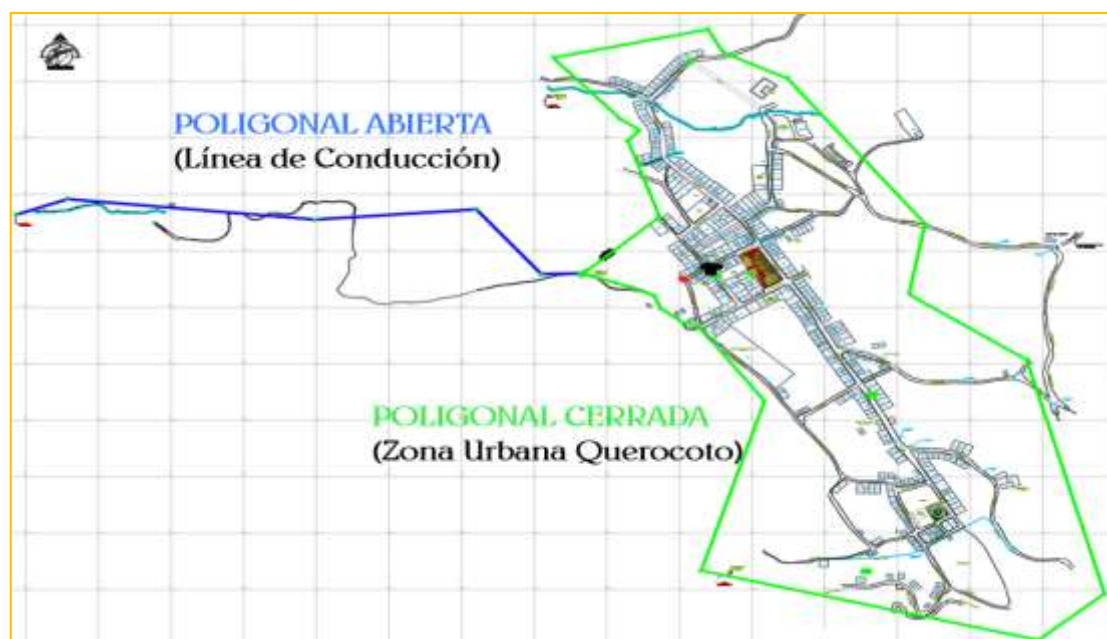 POLIGONAL ABIERTA
(Línea de Conducción)
POLIGONAL CERRADA
(Zona Urbana Querocoto)